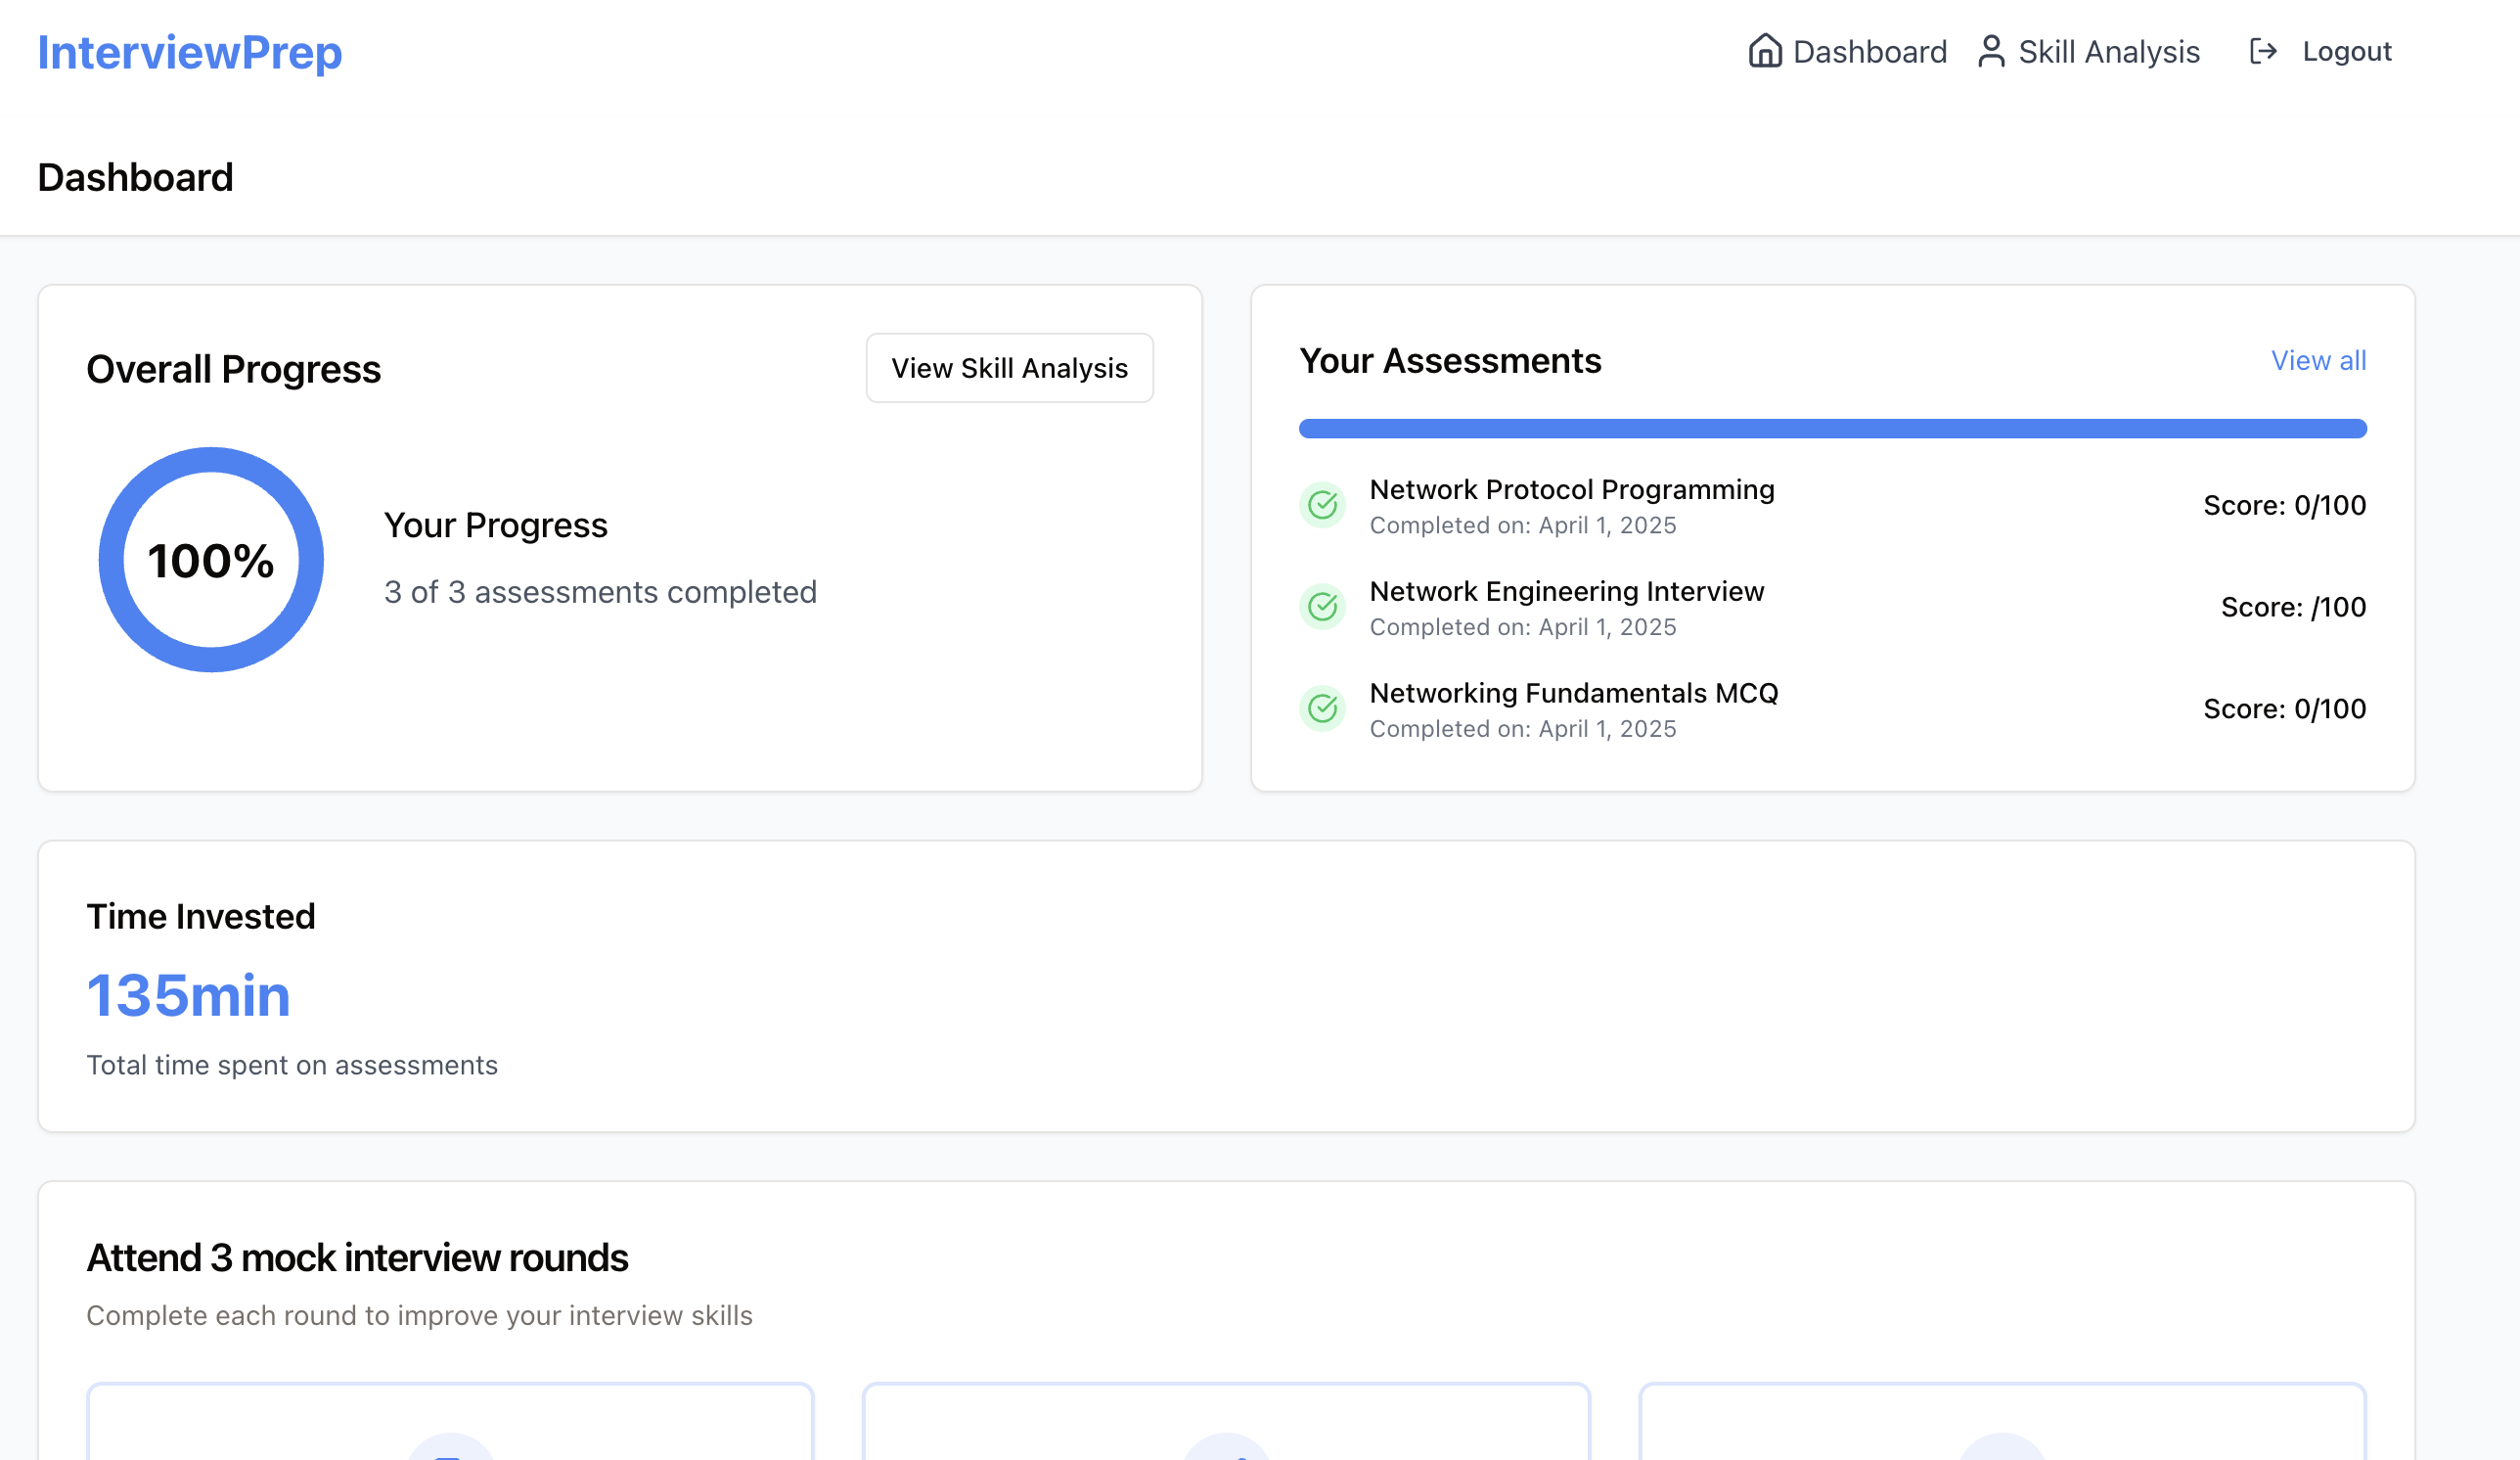 InterviewPrep
Dashboard
Skill Analysis
Logout
Dashboard
Overall Progress
View Skill Analysis
100%
Your Progress
3 of 3 assessments completed
Your Assessments
View all
Network Protocol Programming
Completed on: April 1, 2025
Score: 0/100
Network Engineering Interview
Completed on: April 1, 2025
Score: /100
Networking Fundamentals MCQ
Completed on: April 1, 2025
Score: 0/100
Time Invested
135min
Total time spent on assessments
Attend 3 mock interview rounds
Complete each round to improve your interview skills